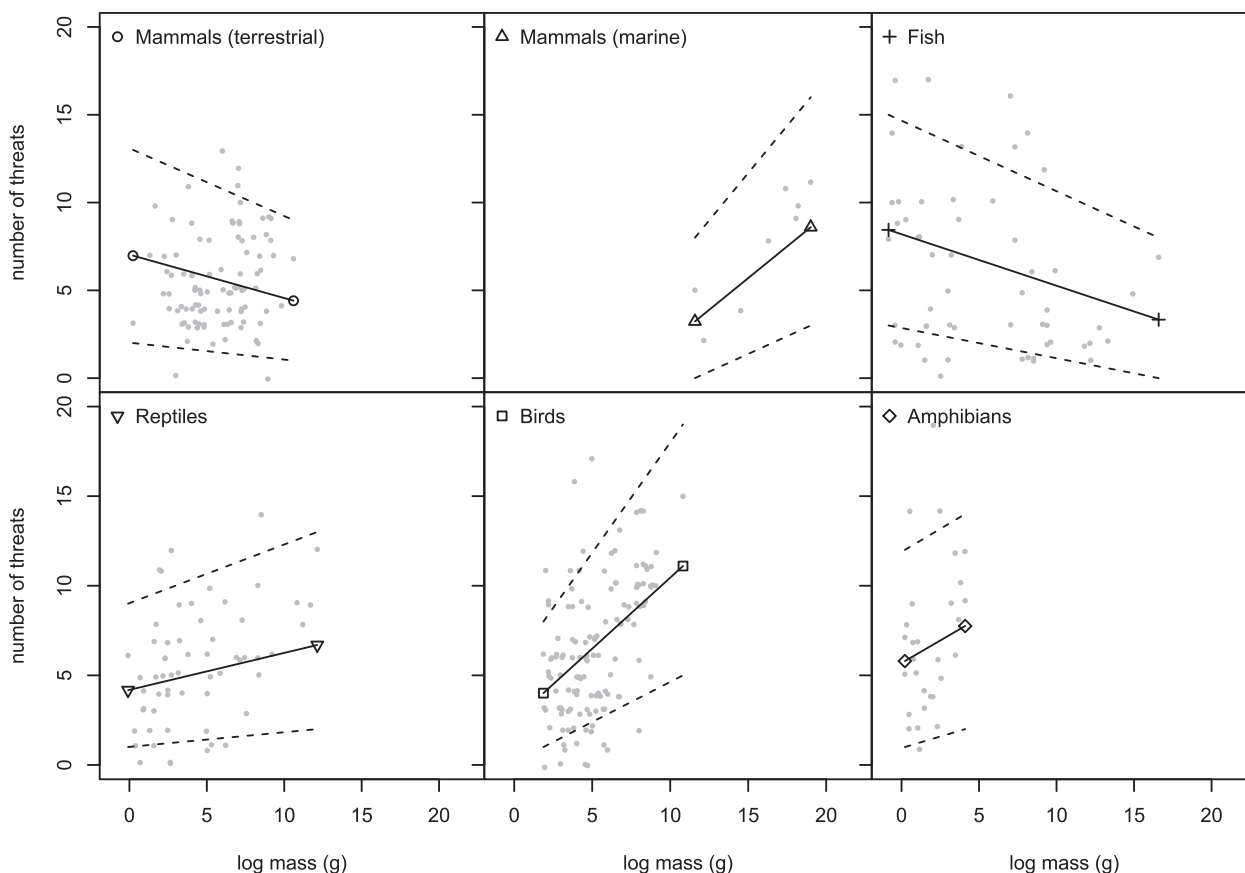 Mammals (terrestrial)
Mammals (marine)
Fish
number of threats
20
15
10
5
0
Reptiles
Birds
Amphibians
number of threats
20
15
10
5
0
0 5 10 15 20
0 5 10 15 20
0 5 10 15 20
log mass (g)
log mass (g)
log mass (g)